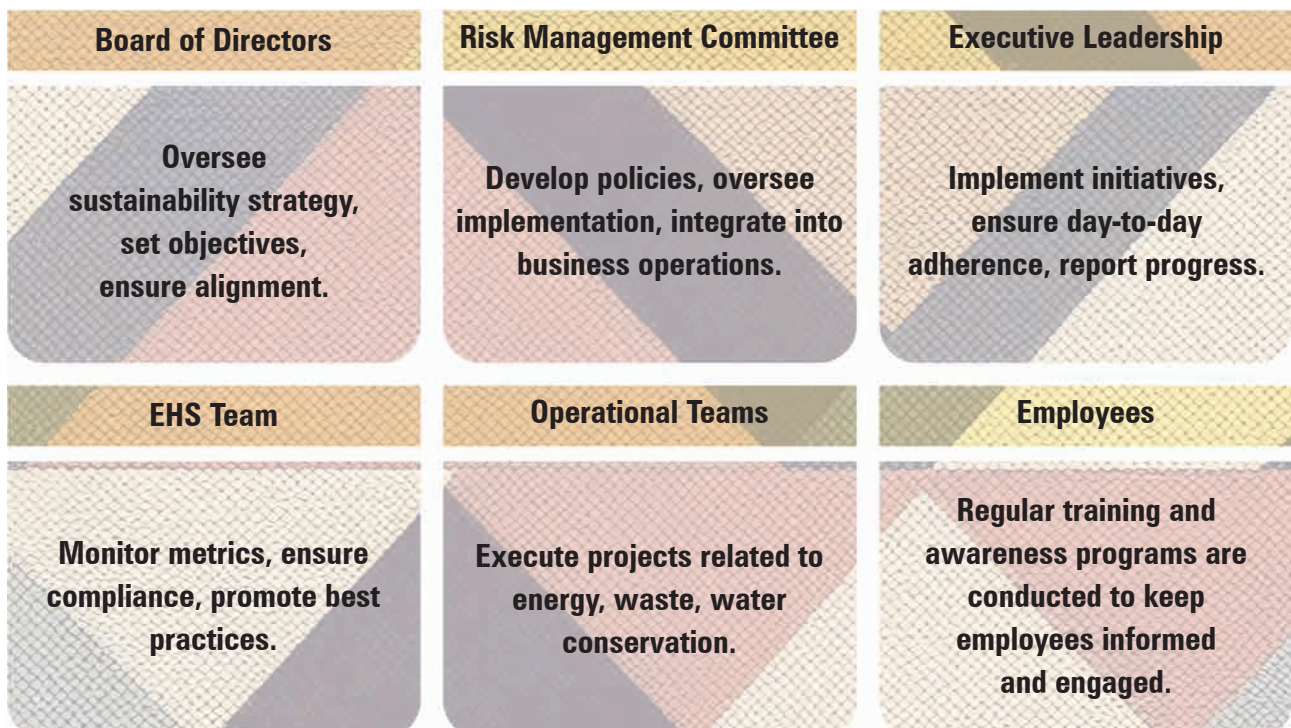 Board of Directors
Oversee
sustainability strategy,
set objectives,
ensure alignment.
Risk Management Committee
Develop policies, oversee
implementation, integrate into
business operations.
Executive Leadership
Implement initiatives,
ensure day-to-day
adherence, report progress.
EHS Team
Monitor metrics, ensure
compliance, promote best
practices.
Operational Teams
Execute projects related to
energy, waste, water
conservation.
Employees
Regular training and
awareness programs are
conducted to keep
employees informed
and engaged.